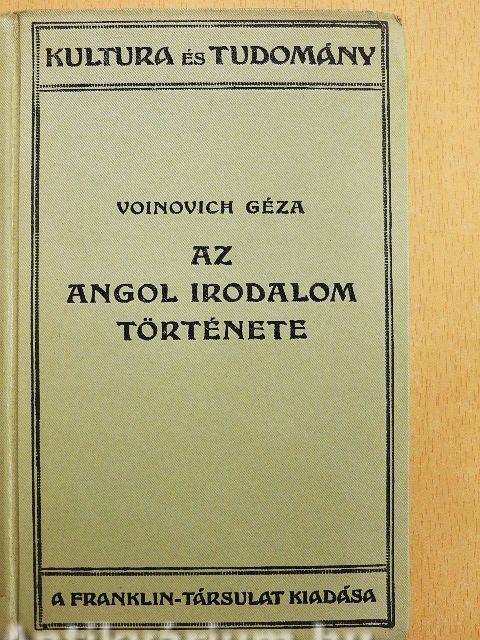 KULTURA ÉS TUDOMÁNY
VOINOVICH GÉZA
AZ
ANGOL IRODALOM
TÖRTÉNETE
A FRANKLIN-TÁRSULAT KIADÁSA